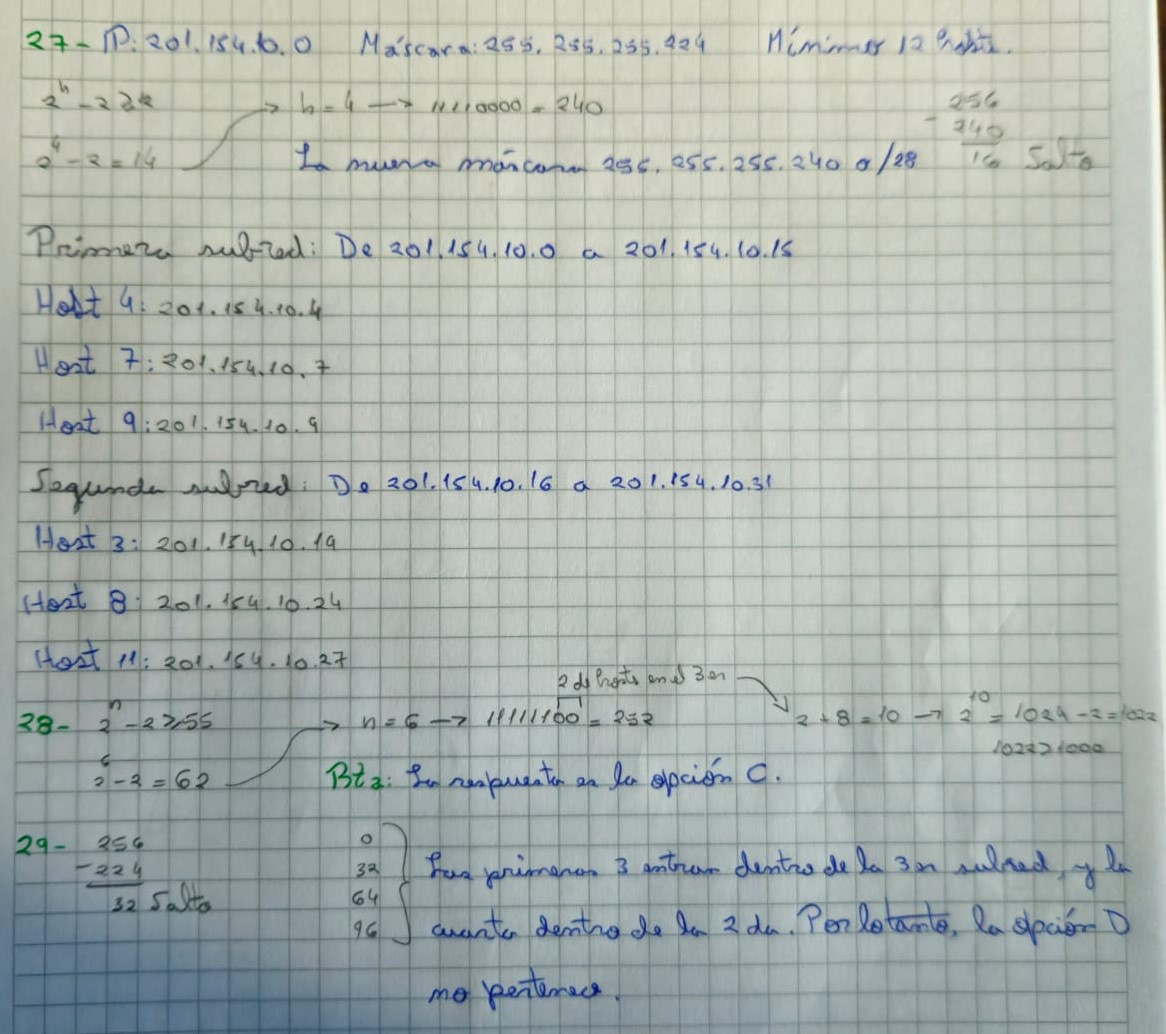 27- IP: 201.154.10.0 Máscara: 255.255.255.224 Mínimos 12 hosts.
2^n - 2 ≥ 12 → n = 4 → 11110000 = 240
2^4 - 2 = 14 La nueva máscara 255.255.255.240 o /28
256
- 240
16 Salto
Primera subred: De 201.154.10.0 a 201.154.10.15
Host 4: 201.154.10.4
Host 7: 201.154.10.7
Host 9: 201.154.10.9
Segunda subred: De 201.154.10.16 a 201.154.10.31
Host 3: 201.154.10.19
Host 8: 201.154.10.24
Host 11: 201.154.10.27
2 de hosts en el 3er
28- 2^n - 2 ≥ 55 → n = 6 → 11111100 = 252 2 + 8 = 10 → 2^10 = 1024 - 2 = 1022
1022 > 1000
2^6 - 2 = 62 Rta: La respuesta es la opción C.
29- 256
- 224
32 Salto
0
32
64
96
Las primeras 3 entran dentro de la 3er subred, y la
cuarta dentro de la 2da. Por lo tanto, la opción D
no pertenece.